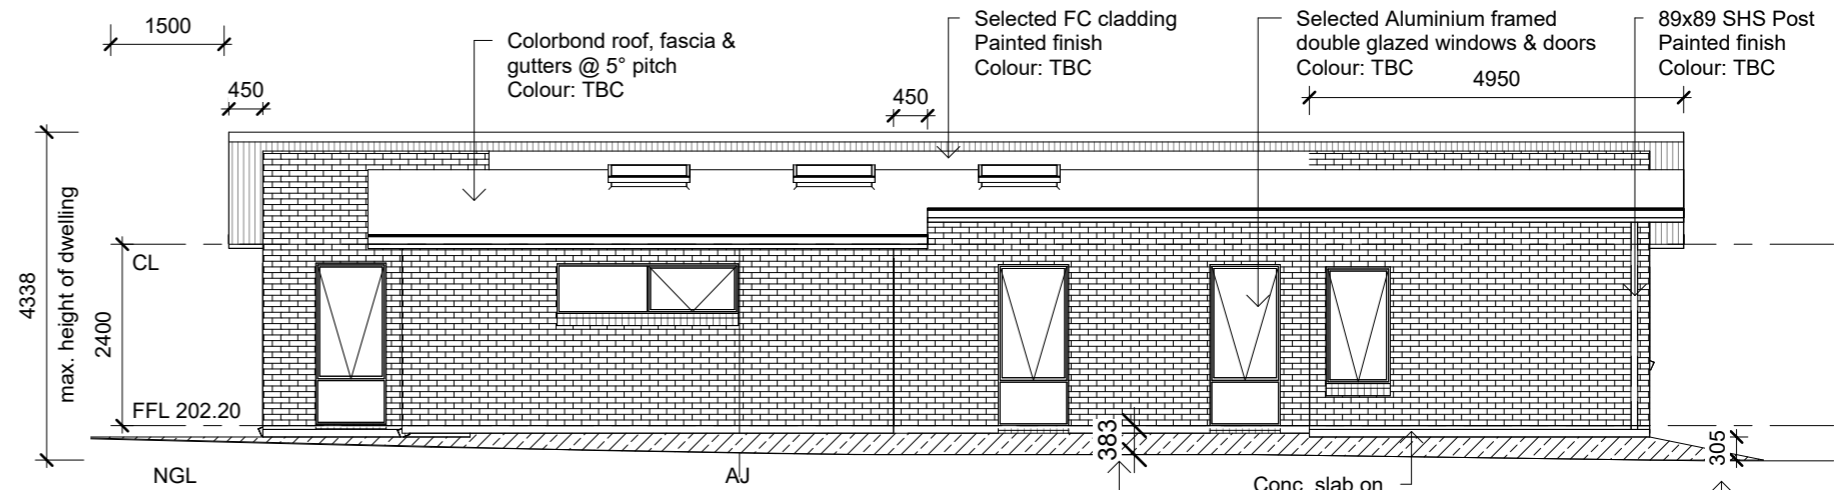 1500
Colorbond roof, fascia &
gutters @ 5° pitch
Colour: TBC
Selected FC cladding
Painted finish
Colour: TBC
Selected Aluminium framed
double glazed windows & doors
Colour: TBC
89x89 SHS Post
Painted finish
Colour: TBC
450
450
4950
4338
max. height of dwelling
2400
CL
FFL 202.20
NGL
AJ
383
Conc. slab on
305